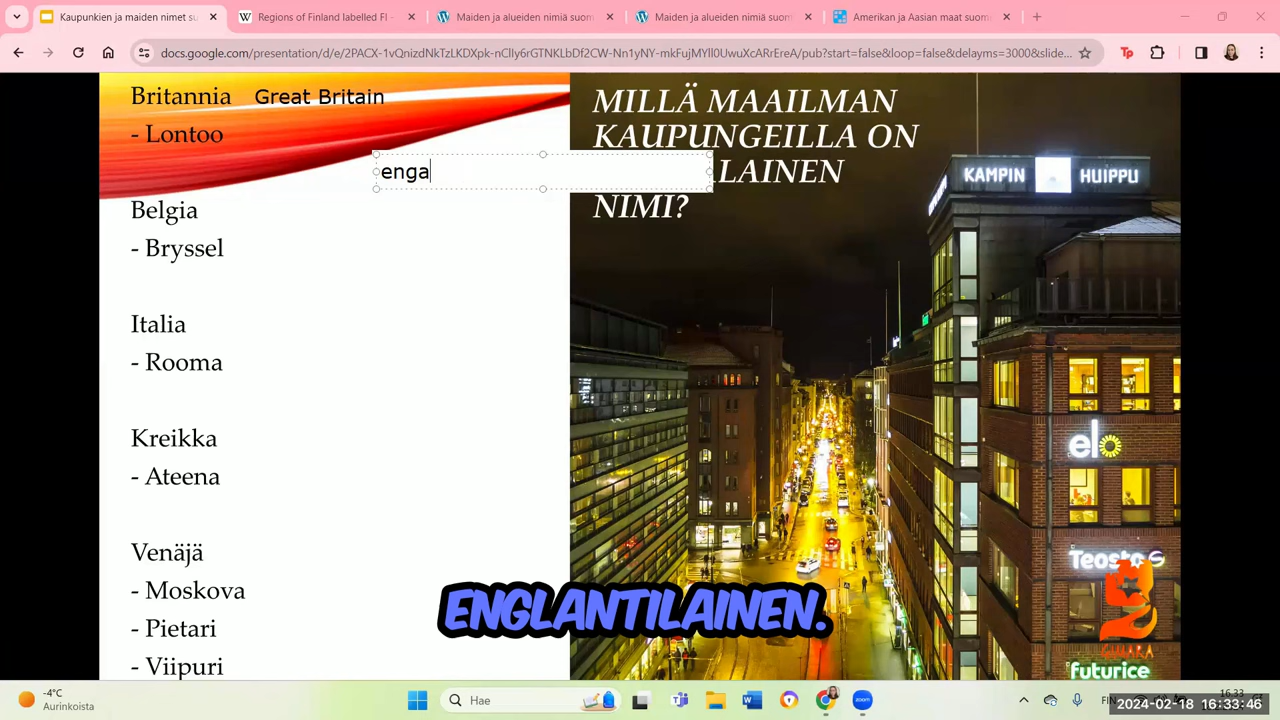 Kaupunkien ja maiden nimet su
Regions of Finland labelled FI -
Maiden ja alueiden nimiä suom
Maiden ja alueiden nimiä suom
Amerikan ja Aasian maat suom
docs.google.com/presentation/d/e/2PACX-1vQnizdNkTzLKDXpk-nClly6rGTNKLbDf2CW-Nn1yNY-mkFujMYll0UwuXcARrEreA/pub?start=false&loop=false&delayms=3000&slide...
Britannia Great Britain
- Lontoo
enga
Belgia
- Bryssel
Italia
- Rooma
Kreikka
- Ateena
Venäjä
- Moskova
- Pietari
- Viipuri
MILLÄ MAAILMAN
KAUPUNGEILLA ON
LAINEN
NIMI?
KAMPIN HUIPPU
elo
Teosto
futurice
ENGLANTILAINEN.
-4°C
Aurinkoista
Hae
FIN
16.33
2024-02-18 16:33:46